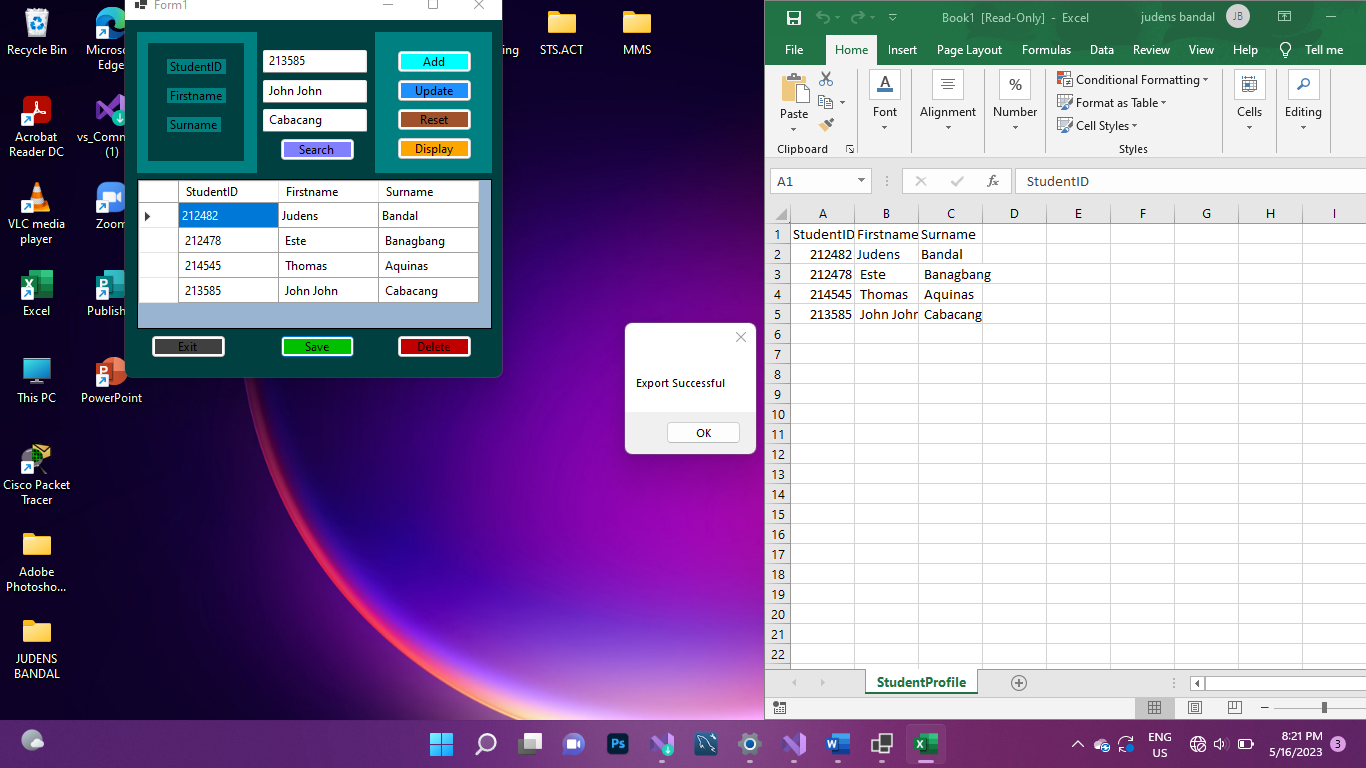 Recycle Bin
Microso
Edge
Acrobat
Reader DC
vs_Comm
(1)
VLC media
player
Zoom
Excel
Publish
This PC
PowerPoint
Cisco Packet
Tracer
Adobe
Photosho...
JUDENS
BANDAL
ing
STS.ACT
MMS
Form1
StudentID
213585
Add
Firstname
John John
Update
Surname
Cabacang
Reset
Search
Display
StudentID Firstname Surname
212482 Judens Bandal
212478 Este Banagbang
214545 Thomas Aquinas
213585 John John Cabacang
Exit
Save
Delete
Export Successful
OK
Book1 [Read-Only] - Excel
judens bandal
JB
File Home Insert Page Layout Formulas Data Review View Help Tell me
Paste
Clipboard
A
Font
Alignment
%
Number
Conditional Formatting
Format as Table
Cell Styles
Styles
Cells
Editing
A1
fx
StudentID
A B C D E F G H I
1 StudentID Firstname Surname
2 212482 Judens Bandal
3 212478 Este Banagbang
4 214545 Thomas Aquinas
5 213585 John John Cabacang
6
7
8
9
10
11
12
13
14
15
16
17
18
19
20
21
22
StudentProfile
Ps
ENG
US
8:21 PM
5/16/2023
3